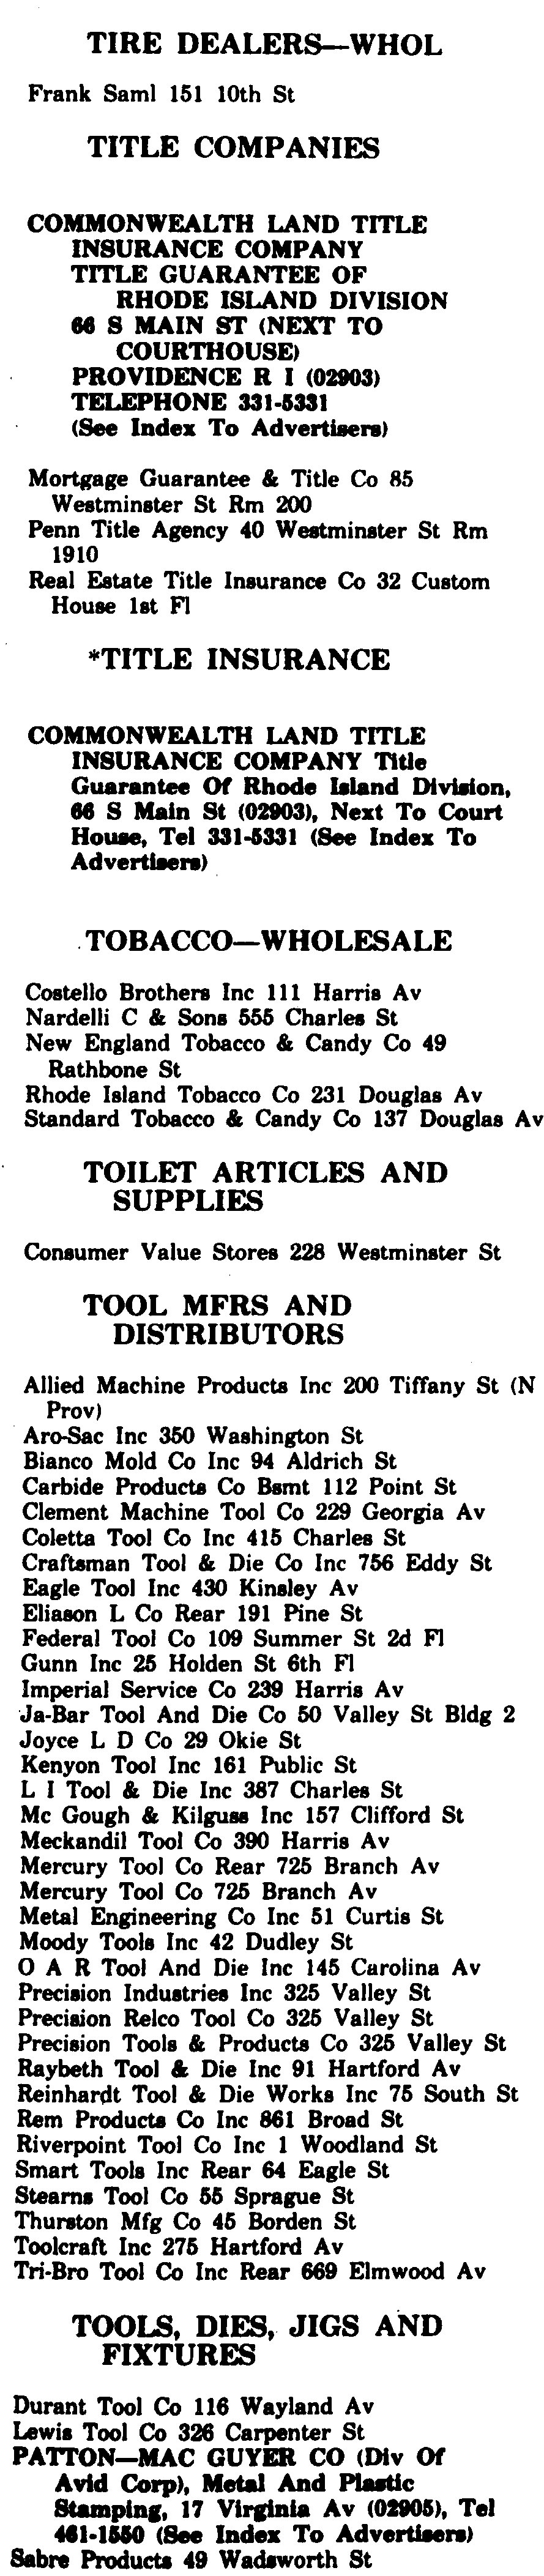 TIRE DEALERS—WHOL
Frank Saml 151 10th St
TITLE COMPANIES
COMMONWEALTH LAND TITLE
INSURANCE COMPANY
TITLE GUARANTEE OF
RHODE ISLAND DIVISION
66 S MAIN ST (NEXT TO
COURTHOUSE)
PROVIDENCE R I (02903)
TELEPHONE 331-5331
(See Index To Advertisers)
Mortgage Guarantee & Title Co 85
Westminster St Rm 200
Penn Title Agency 40 Westminster St Rm
1910
Real Estate Title Insurance Co 32 Custom
House 1st Fl
*TITLE INSURANCE
COMMONWEALTH LAND TITLE
INSURANCE COMPANY Title
Guarantee Of Rhode Island Division,
66 S Main St (02903), Next To Court
House, Tel 331-5331 (See Index To
Advertisers)
TOBACCO—WHOLESALE
Costello Brothers Inc 111 Harris Av
Nardelli C & Sons 555 Charles St
New England Tobacco & Candy Co 49
Rathbone St
Rhode Island Tobacco Co 231 Douglas Av
Standard Tobacco & Candy Co 137 Douglas Av
TOILET ARTICLES AND
SUPPLIES
Consumer Value Stores 228 Westminster St
TOOL MFRS AND
DISTRIBUTORS
Allied Machine Products Inc 200 Tiffany St (N
Prov)
Aro-Sac Inc 350 Washington St
Bianco Mold Co Inc 94 Aldrich St
Carbide Products Co Bsmt 112 Point St
Clement Machine Tool Co 229 Georgia Av
Coletta Tool Co Inc 415 Charles St
Craftsman Tool & Die Co Inc 756 Eddy St
Eagle Tool Inc 430 Kinsley Av
Eliason L Co Rear 191 Pine St
Federal Tool Co 109 Summer St 2d Fl
Gunn Inc 25 Holden St 6th Fl
Imperial Service Co 239 Harris Av
Ja-Bar Tool And Die Co 50 Valley St Bldg 2
Joyce L D Co 29 Okie St
Kenyon Tool Inc 161 Public St
L I Tool & Die Inc 387 Charles St
Mc Gough & Kilguss Inc 157 Clifford St
Meckandil Tool Co 390 Harris Av
Mercury Tool Co Rear 725 Branch Av
Mercury Tool Co 725 Branch Av
Metal Engineering Co Inc 51 Curtis St
Moody Tools Inc 42 Dudley St
O A R Tool And Die Inc 145 Carolina Av
Precision Industries Inc 325 Valley St
Precision Relco Tool Co 325 Valley St
Precision Tools & Products Co 325 Valley St
Raybeth Tool & Die Inc 91 Hartford Av
Reinhardt Tool & Die Works Inc 75 South St
Rem Products Co Inc 861 Broad St
Riverpoint Tool Co Inc 1 Woodland St
Smart Tools Inc Rear 64 Eagle St
Stearns Tool Co 55 Sprague St
Thurston Mfg Co 45 Borden St
Toolcraft Inc 275 Hartford Av
Tri-Bro Tool Co Inc Rear 669 Elmwood Av
TOOLS, DIES, JIGS AND
FIXTURES
Durant Tool Co 116 Wayland Av
Lewis Tool Co 326 Carpenter St
PATTON—MAC GUYER CO (Div Of
Avid Corp), Metal And Plastic
Stamping, 17 Virginia Av (02905), Tel
461-1550 (See Index To Advertisers)
Sabre Products 49 Wadsworth St